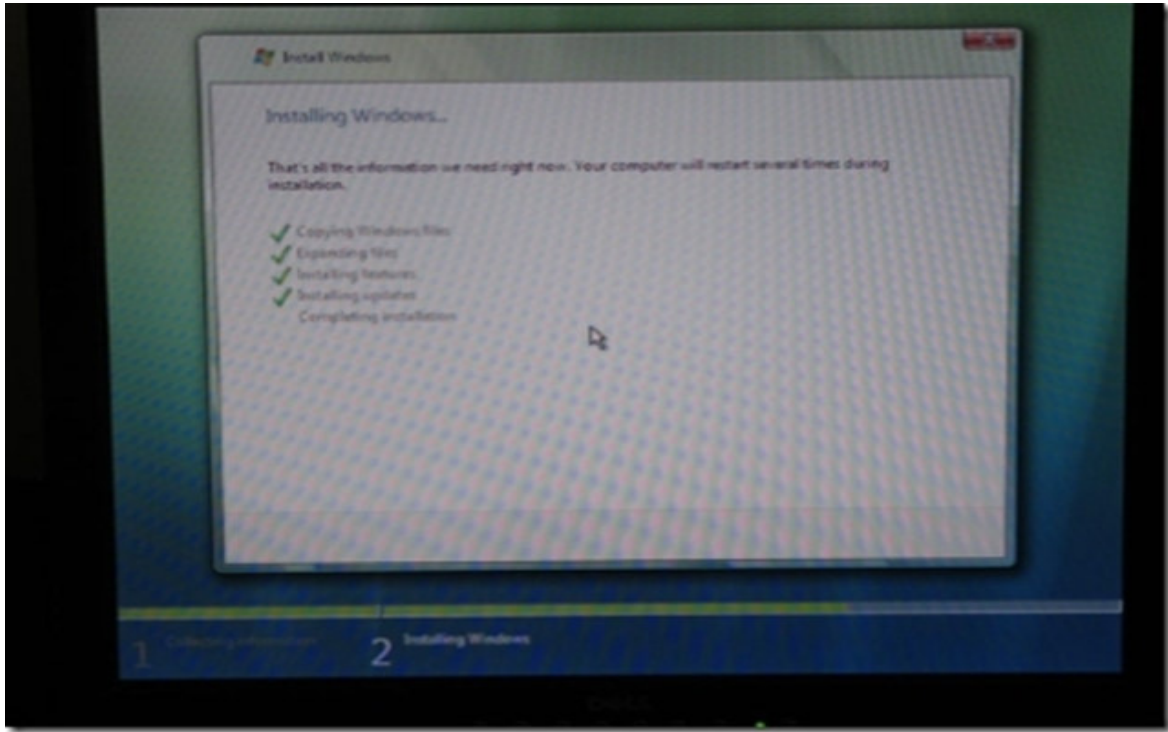 Install Windows
Installing Windows...
That's all the information we need right now. Your computer will restart several times during
installation.
Copying Windows files
Expanding files
Installing features
Installing updates
Completing installation
1 Collecting information
2 Installing Windows
DELL